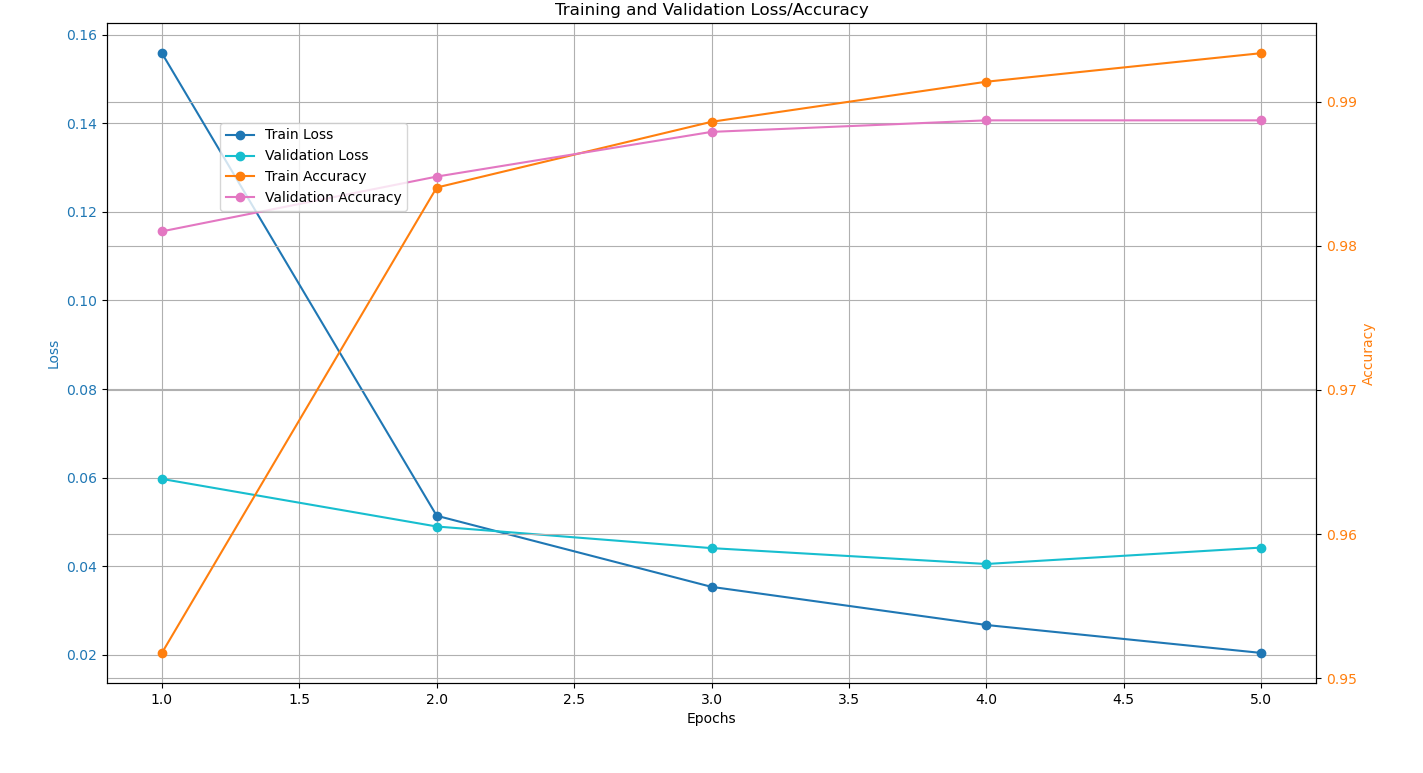 Training and Validation Loss/Accuracy
0.16
0.14
0.12
0.10
0.08
0.06
0.04
0.02
Loss
Train Loss
Validation Loss
Train Accuracy
Validation Accuracy
0.99
0.98
0.97
0.96
0.95
Accuracy
1.0 1.5 2.0 2.5 3.0 3.5 4.0 4.5 5.0
Epochs